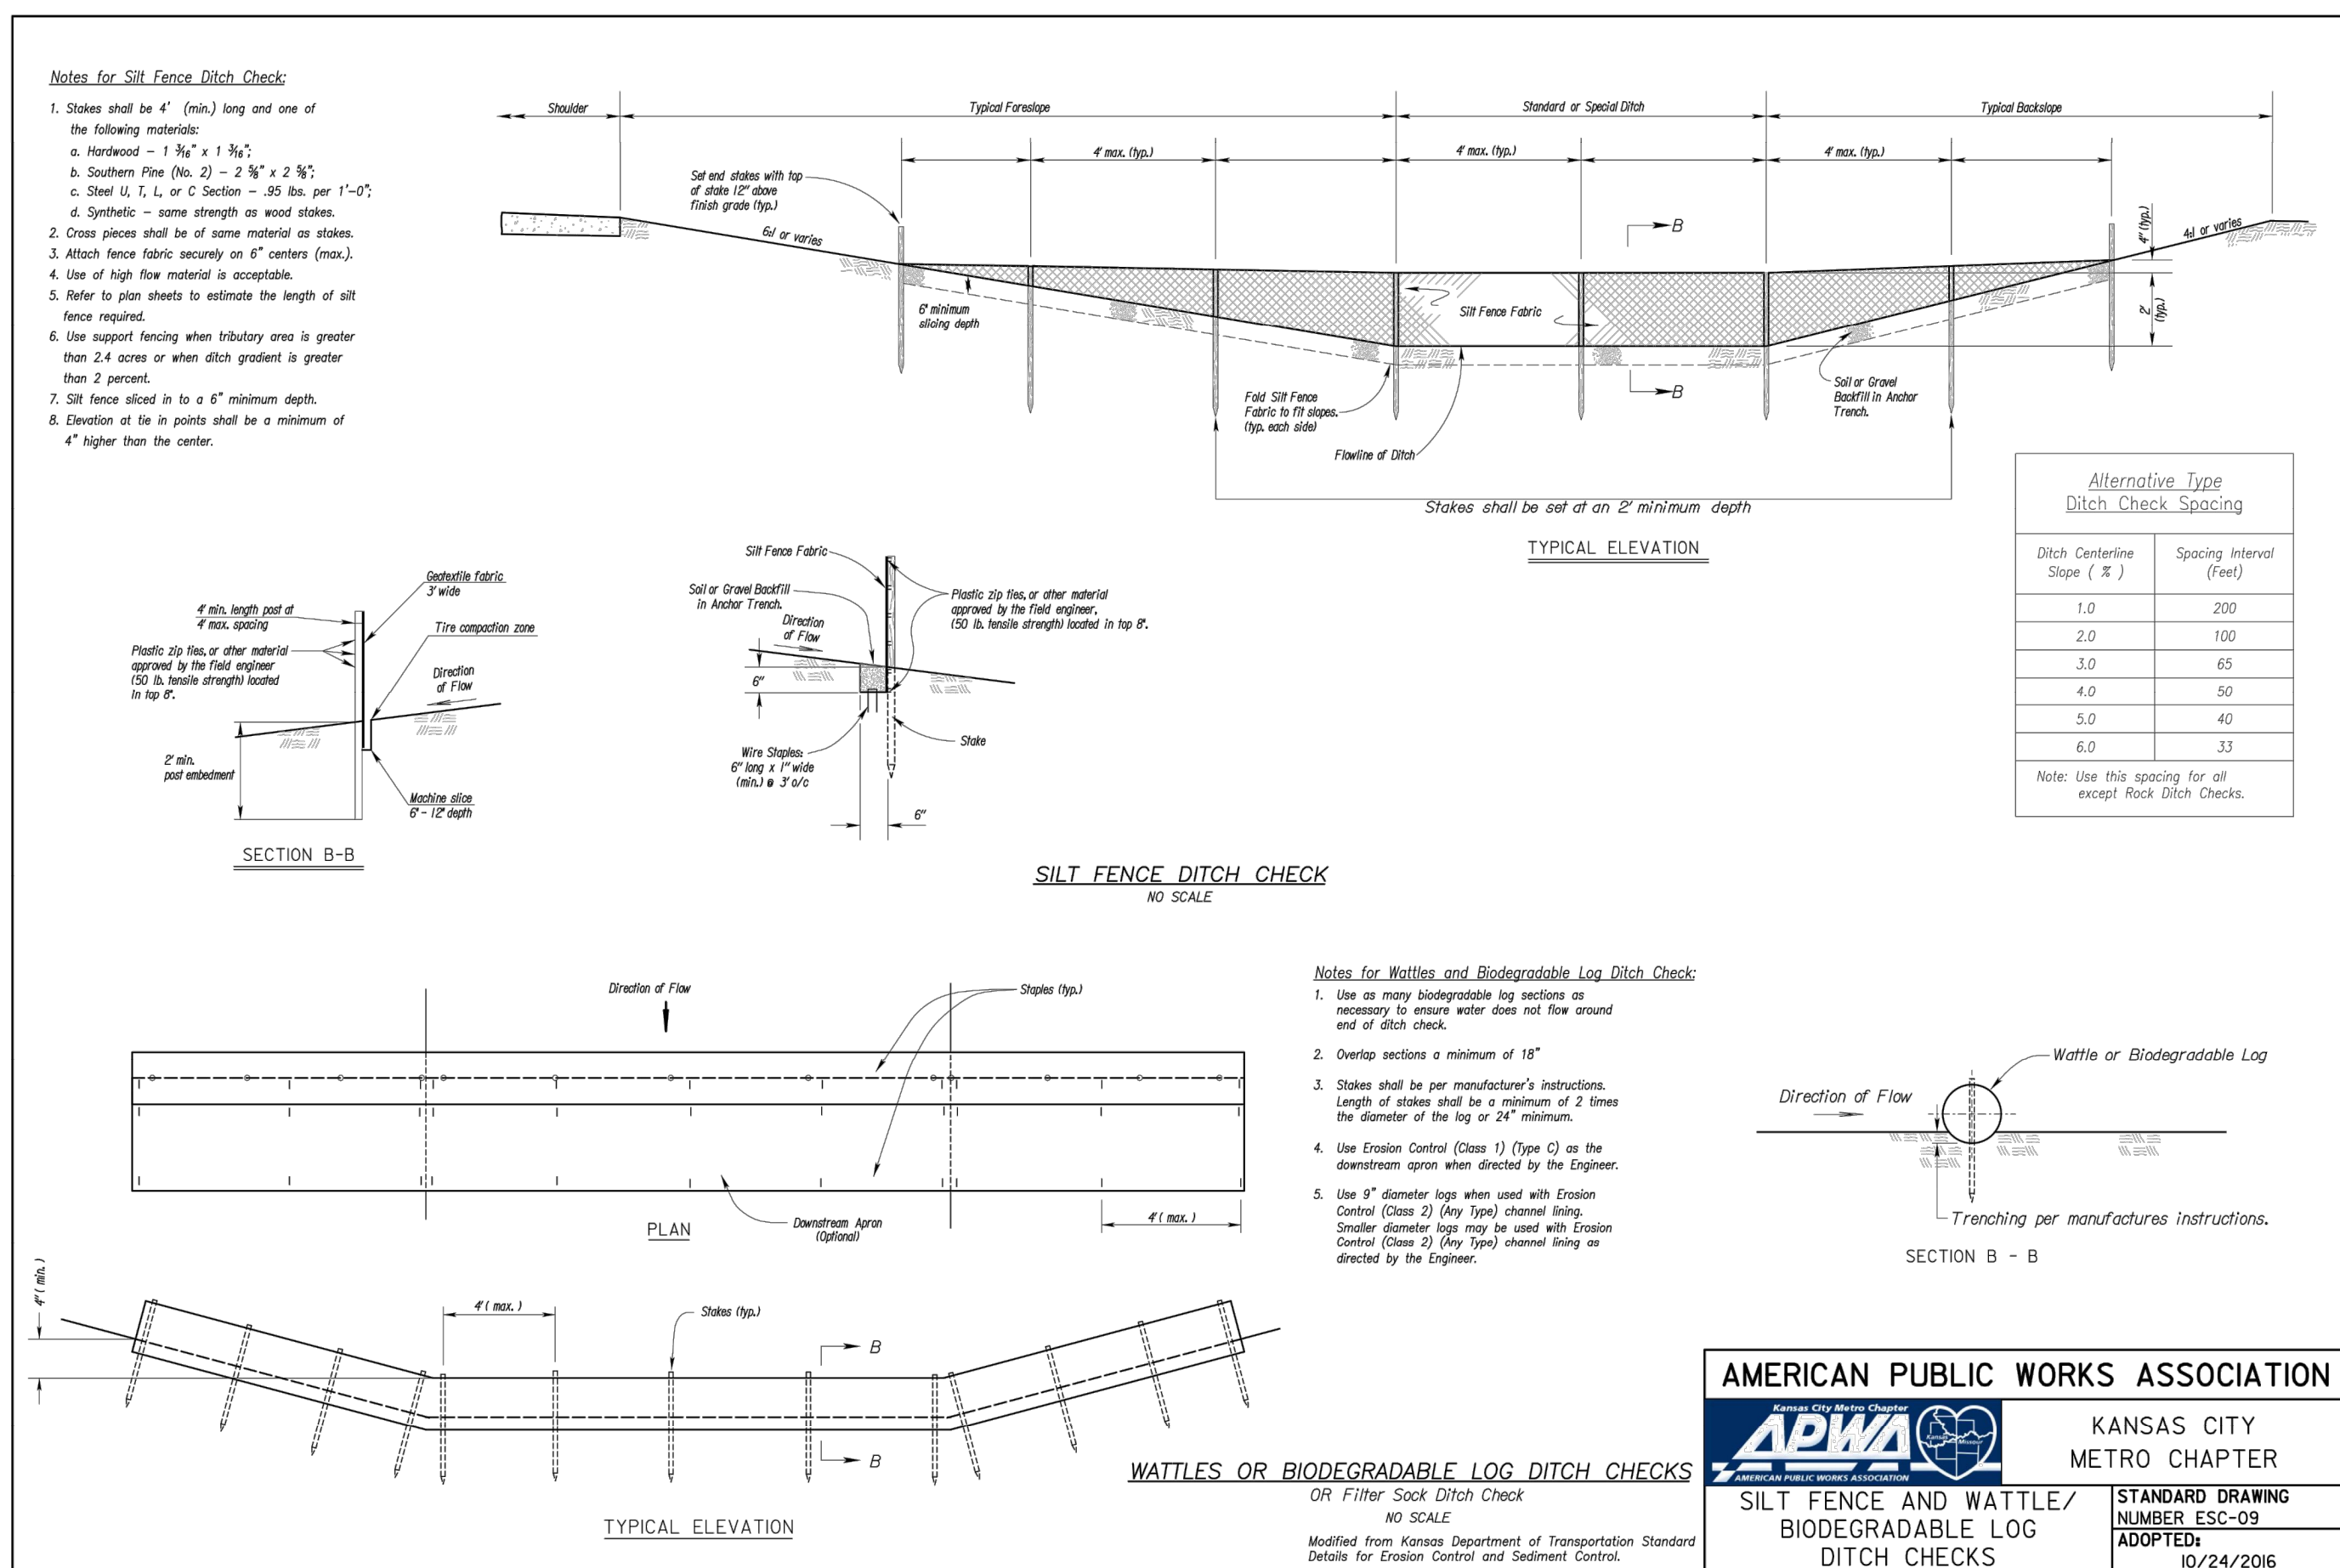 Notes for Silt Fence Ditch Check:
1. Stakes shall be 4' (min.) long and one of
the following materials:
a. Hardwood – 1 3/16" x 1 3/16";
b. Southern Pine (No. 2) – 2 5/8" x 2 5/8";
c. Steel U, T, L, or C Section – .95 lbs. per 1'–0";
d. Synthetic – same strength as wood stakes.
2. Cross pieces shall be of same material as stakes.
3. Attach fence fabric securely on 6" centers (max.).
4. Use of high flow material is acceptable.
5. Refer to plan sheets to estimate the length of silt
fence required.
6. Use support fencing when tributary area is greater
than 2.4 acres or when ditch gradient is greater
than 2 percent.
7. Silt fence sliced in to a 6" minimum depth.
8. Elevation at tie in points shall be a minimum of
4" higher than the center.
Shoulder
Typical Foreslope
Standard or Special Ditch
Typical Backslope
4' max. (typ.)
4' max. (typ.)
4' max. (typ.)
Set end stakes with top
of stake 12" above
finish grade (typ.)
6:1 or varies
B
4" (typ.)
4:1 or varies
6" minimum
slicing depth
Silt Fence Fabric
2'
(typ.)
Fold Silt Fence
Fabric to fit slopes.
(typ. each side)
B
Soil or Gravel
Backfill in Anchor
Trench.
Flowline of Ditch
Stakes shall be set at an 2' minimum depth
TYPICAL ELEVATION
Alternative Type
Ditch Check Spacing
Ditch Centerline
Slope ( % )
Spacing Interval
(Feet)
1.0 200
2.0 100
3.0 65
4.0 50
5.0 40
6.0 33
Note: Use this spacing for all
except Rock Ditch Checks.
Geotextile fabric
3' wide
4' min. length post at
4' max. spacing
Tire compaction zone
Plastic zip ties, or other material
approved by the field engineer
(50 lb. tensile strength) located
in top 8".
Direction
of Flow
2' min.
post embedment
Machine slice
6" – 12" depth
SECTION B-B
Silt Fence Fabric
Soil or Gravel Backfill
in Anchor Trench.
Direction
of Flow
Plastic zip ties, or other material
approved by the field engineer,
(50 lb. tensile strength) located in top 8".
6"
Wire Staples:
6" long x 1" wide
(min.) @ 3' o/c
Stake
6"
SILT FENCE DITCH CHECK
NO SCALE
Direction of Flow
Staples (typ.)
PLAN
Downstream Apron
(Optional)
4' ( max. )
4" ( min. )
4' ( max. )
Stakes (typ.)
B
B
TYPICAL ELEVATION
Notes for Wattles and Biodegradable Log Ditch Check:
1. Use as many biodegradable log sections as
necessary to ensure water does not flow around
end of ditch check.
2. Overlap sections a minimum of 18"
3. Stakes shall be per manufacturer's instructions.
Length of stakes shall be a minimum of 2 times
the diameter of the log or 24" minimum.
4. Use Erosion Control (Class 1) (Type C) as the
downstream apron when directed by the Engineer.
5. Use 9" diameter logs when used with Erosion
Control (Class 2) (Any Type) channel lining.
Smaller diameter logs may be used with Erosion
Control (Class 2) (Any Type) channel lining as
directed by the Engineer.
Wattle or Biodegradable Log
Direction of Flow
Trenching per manufactures instructions.
SECTION B - B
WATTLES OR BIODEGRADABLE LOG DITCH CHECKS
OR Filter Sock Ditch Check
NO SCALE
Modified from Kansas Department of Transportation Standard
Details for Erosion Control and Sediment Control.
AMERICAN PUBLIC WORKS ASSOCIATION
Kansas City Metro Chapter
APWA
Kansas Missouri
AMERICAN PUBLIC WORKS ASSOCIATION
KANSAS CITY
METRO CHAPTER
SILT FENCE AND WATTLE/
BIODEGRADABLE LOG
DITCH CHECKS
STANDARD DRAWING
NUMBER ESC-09
ADOPTED:
10/24/2016